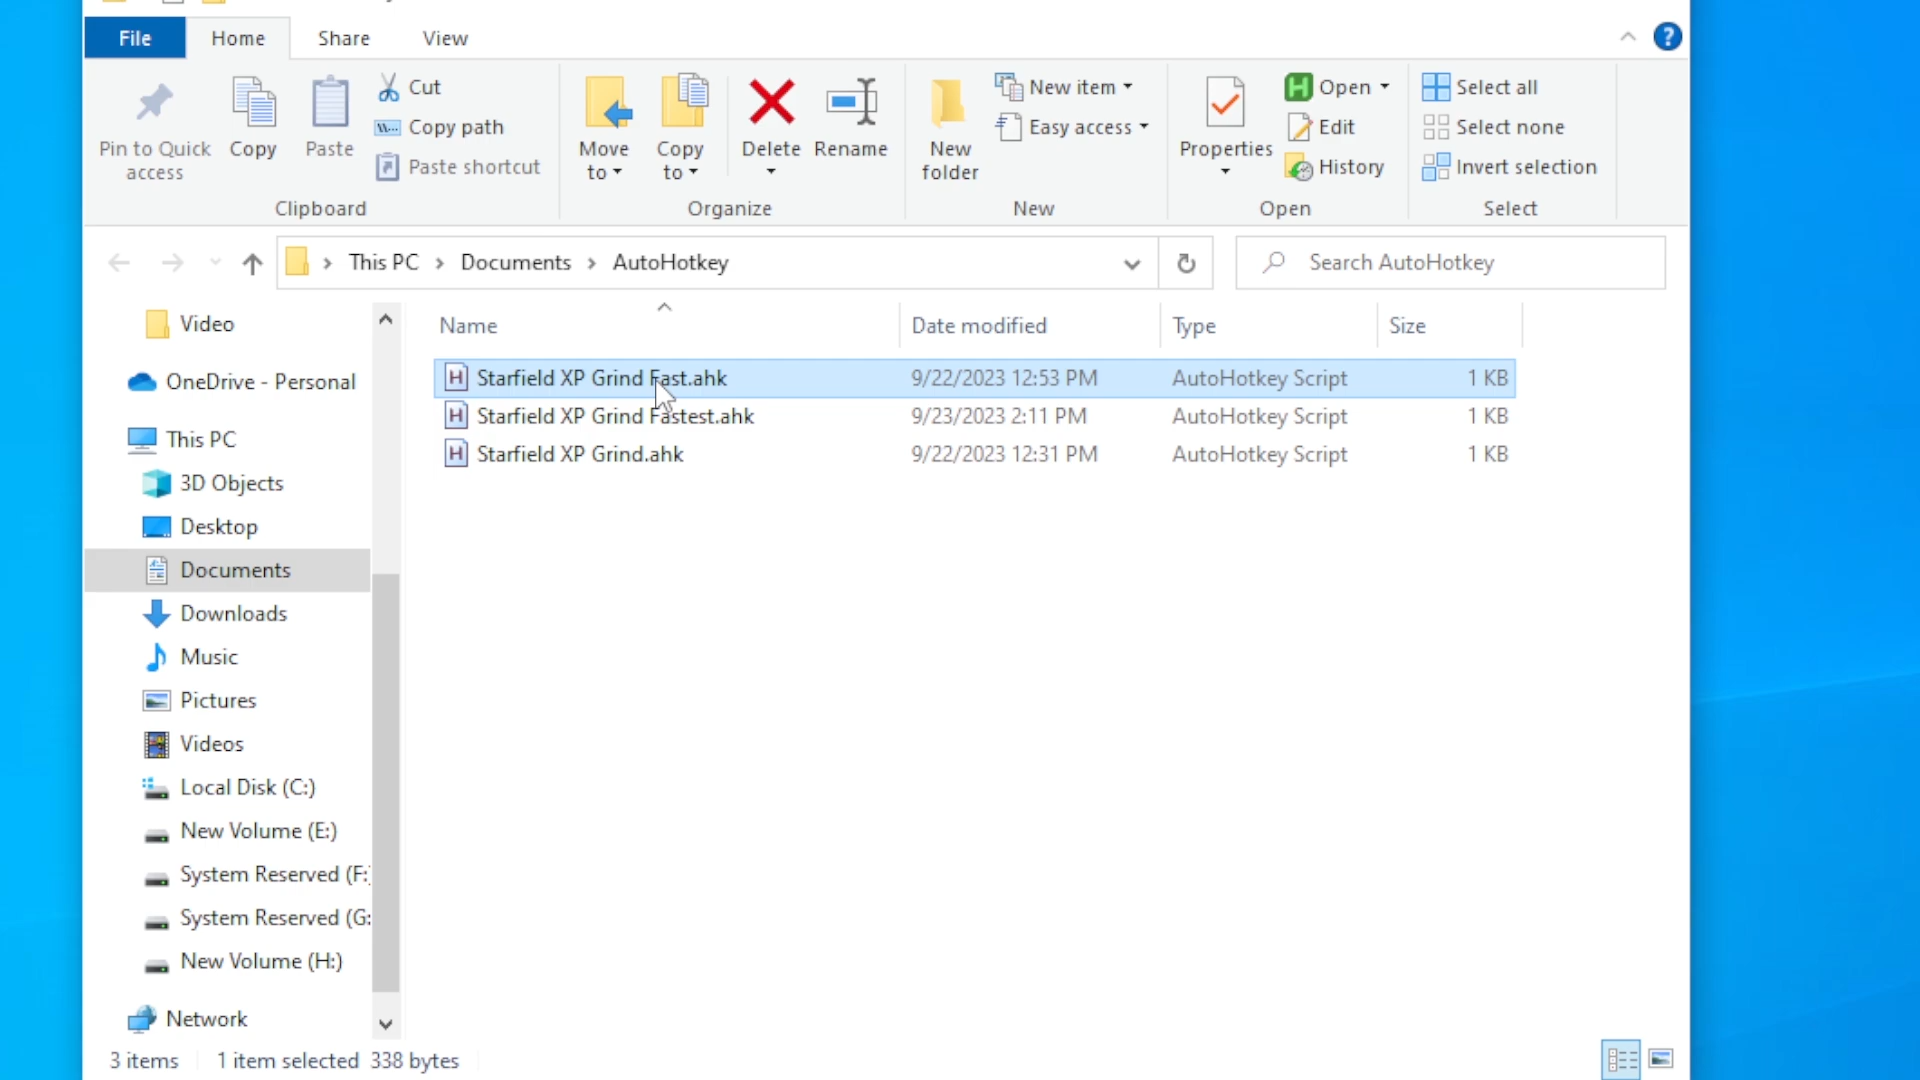 File Home Share View
Pin to Quick access
Copy
Paste
Cut
Copy path
Paste shortcut
Clipboard
Move to
Copy to
Delete
Rename
Organize
New folder
New item
Easy access
New
Properties
Open
Edit
History
Open
Select all
Select none
Invert selection
Select
This PC > Documents > AutoHotkey
Search AutoHotkey
Video
OneDrive - Personal
This PC
3D Objects
Desktop
Documents
Downloads
Music
Pictures
Videos
Local Disk (C:)
New Volume (E:)
System Reserved (F:
System Reserved (G:
New Volume (H:)
Network
Name Date modified Type Size
Starfield XP Grind Fast.ahk 9/22/2023 12:53 PM AutoHotkey Script 1 KB
Starfield XP Grind Fastest.ahk 9/23/2023 2:11 PM AutoHotkey Script 1 KB
Starfield XP Grind.ahk 9/22/2023 12:31 PM AutoHotkey Script 1 KB
3 items 1 item selected 338 bytes